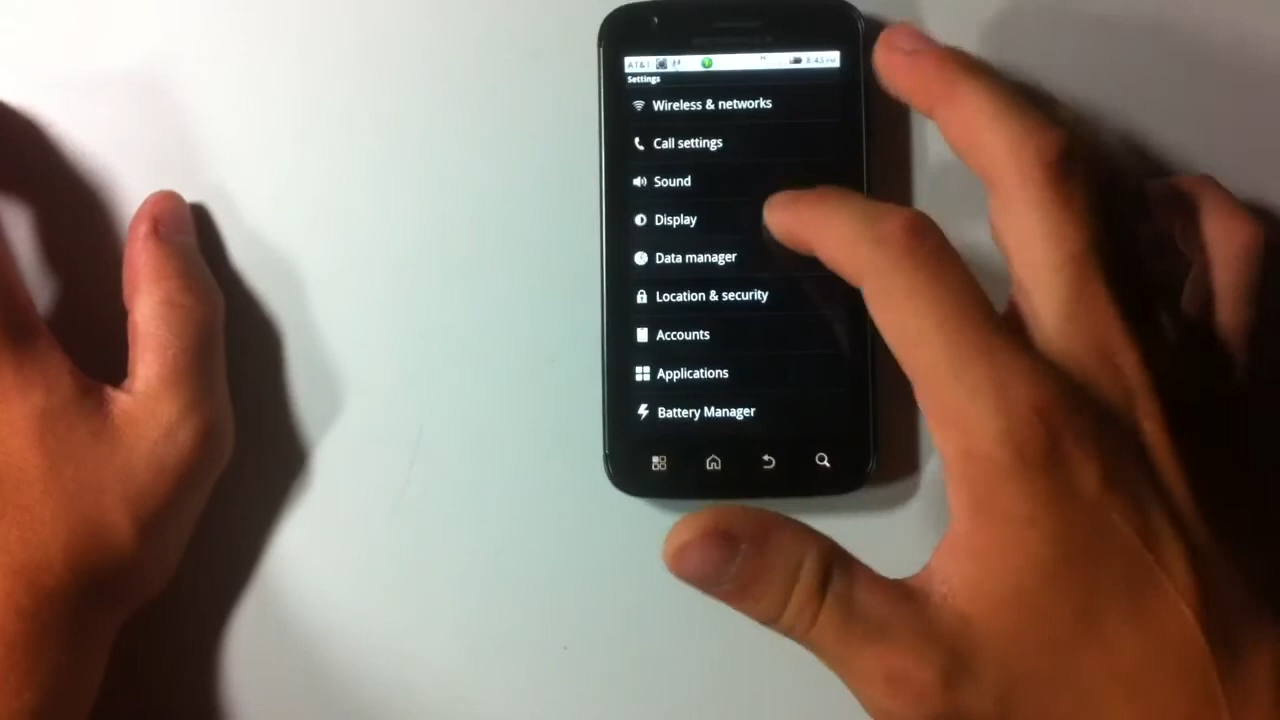 AT&T 8:43 PM
Settings
Wireless & networks
Call settings
Sound
Display
Data manager
Location & security
Accounts
Applications
Battery Manager